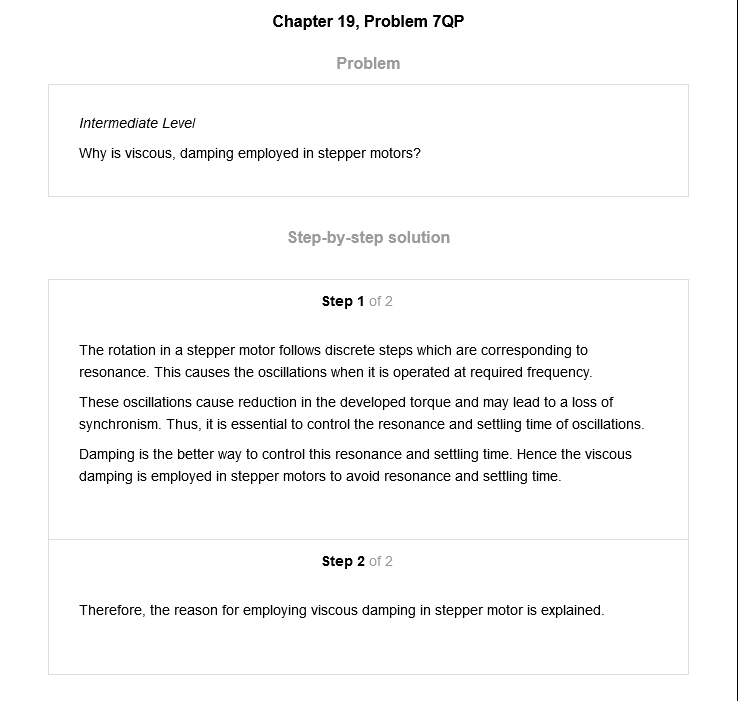 Chapter 19, Problem 7QP
Problem
Intermediate Level
Why is viscous, damping employed in stepper motors?
Step-by-step solution
Step 1 of 2
The rotation in a stepper motor follows discrete steps which are corresponding to
resonance. This causes the oscillations when it is operated at required frequency.
These oscillations cause reduction in the developed torque and may lead to a loss of
synchronism. Thus, it is essential to control the resonance and settling time of oscillations.
Damping is the better way to control this resonance and settling time. Hence the viscous
damping is employed in stepper motors to avoid resonance and settling time.
Step 2 of 2
Therefore, the reason for employing viscous damping in stepper motor is explained.